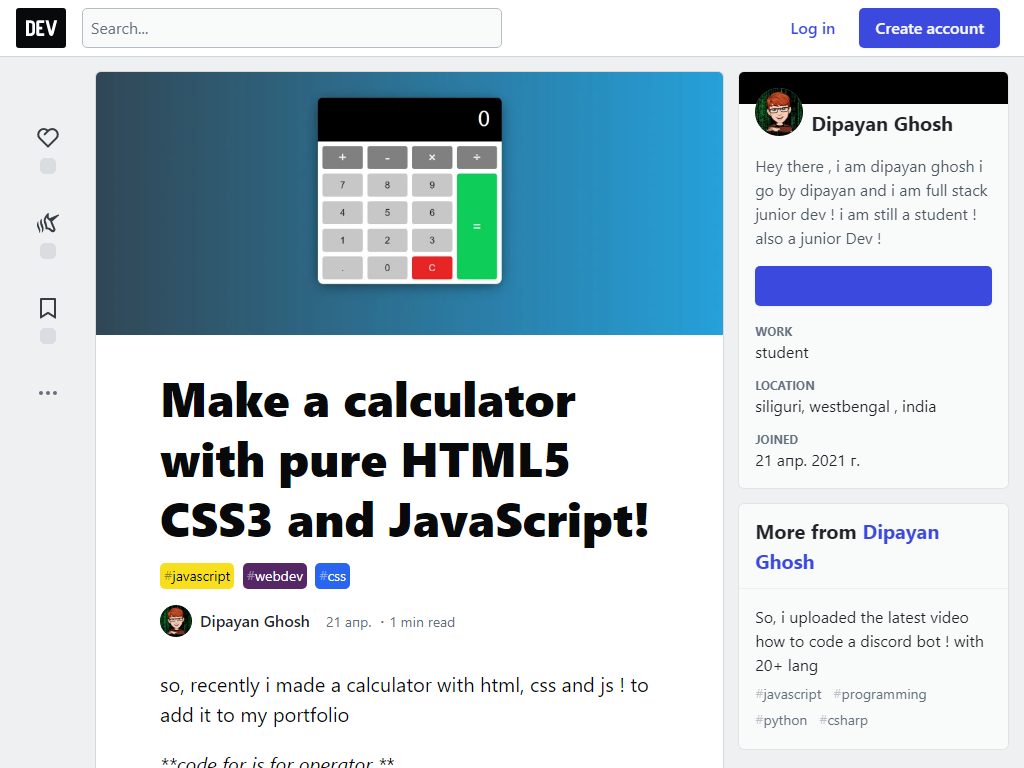 DEV
Search...
Log in
Create account
0
+ - × ÷
7 8 9
4 5 6
=
1 2 3
. 0 C
Make a calculator
with pure HTML5
CSS3 and JavaScript!
#javascript #webdev #css
Dipayan Ghosh 21 апр. · 1 min read
so, recently i made a calculator with html, css and js ! to
add it to my portfolio
**code for js for operator **
Dipayan Ghosh
Hey there , i am dipayan ghosh i
go by dipayan and i am full stack
junior dev ! i am still a student !
also a junior Dev !
WORK
student
LOCATION
siliguri, westbengal , india
JOINED
21 апр. 2021 г.
More from Dipayan
Ghosh
So, i uploaded the latest video
how to code a discord bot ! with
20+ lang
#javascript #programming
#python #csharp